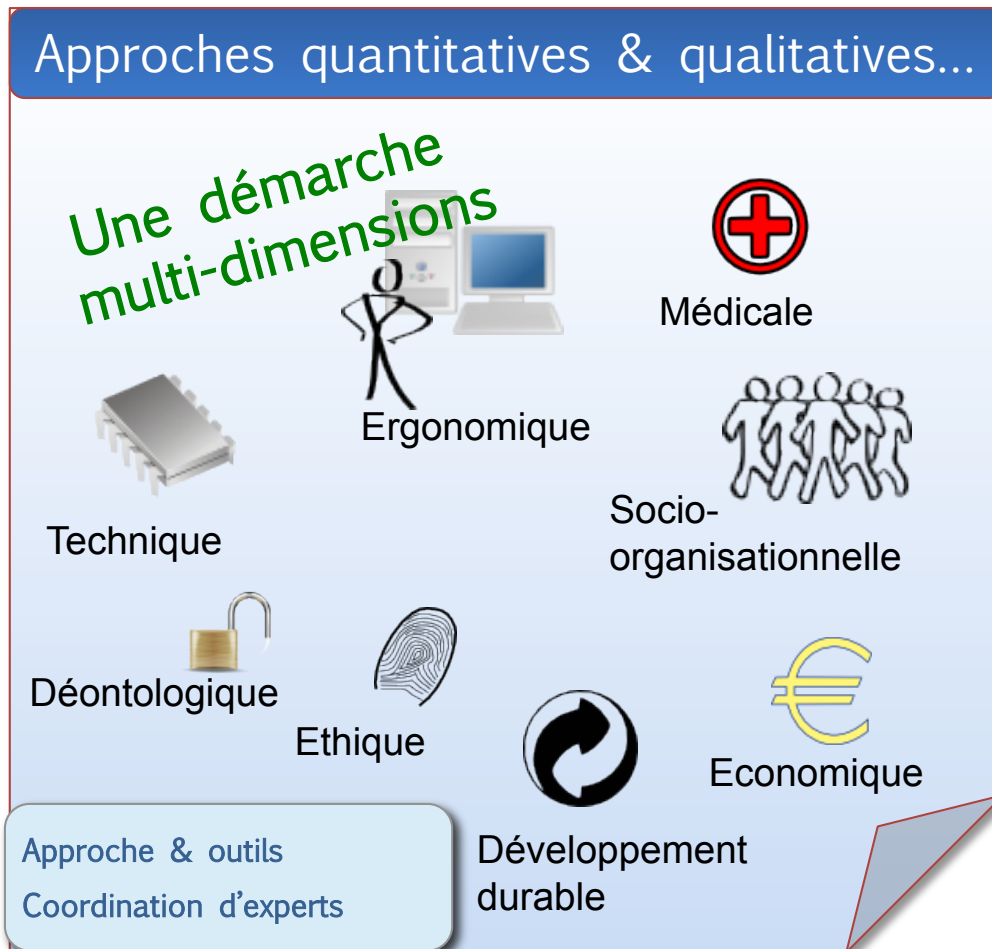 Approches quantitatives & qualitatives...
Une démarche
multi-dimensions
Médicale
Ergonomique
Technique
Socio-
organisationnelle
Déontologique
Ethique
Economique
Développement
durable
Approche & outils
Coordination d'experts